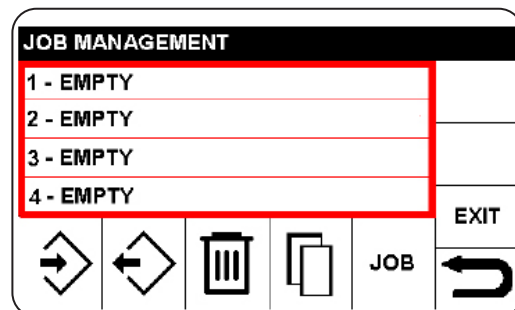 JOB MANAGEMENT
1 - EMPTY
2 - EMPTY
3 - EMPTY
4 - EMPTY
EXIT
JOB